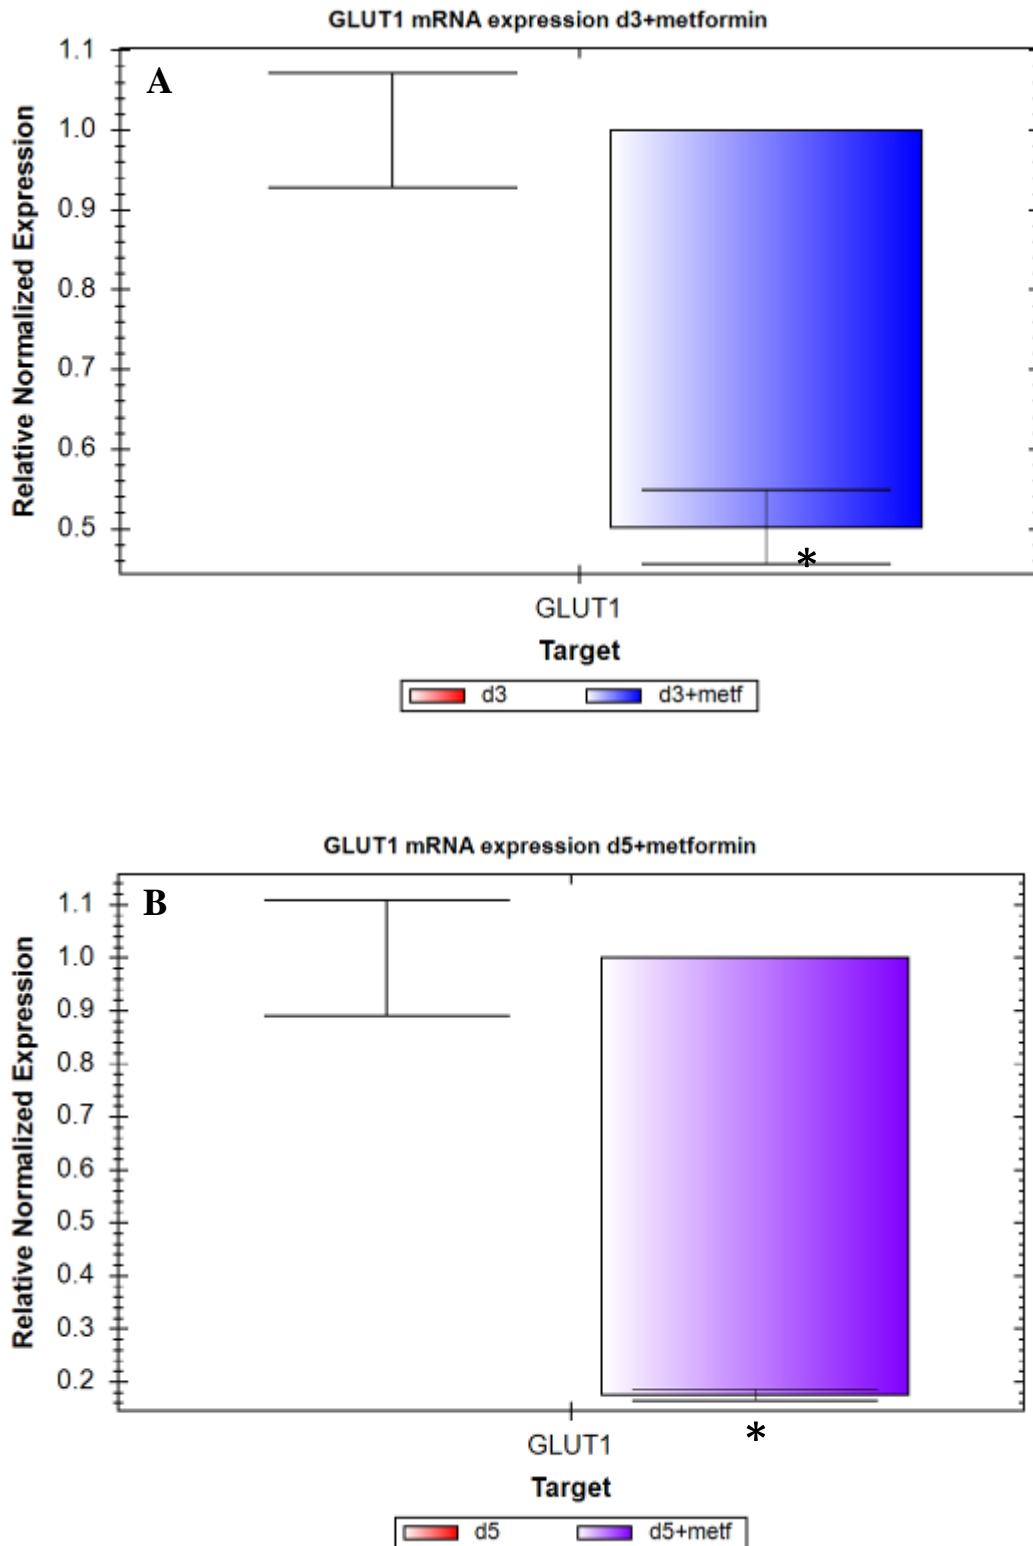 GLUT1 mRNA expression d3+metformin
A
Relative Normalized Expression
1.1
1.0
0.9
0.8
0.7
0.6
0.5
*
GLUT1
Target
d3 d3+metf
GLUT1 mRNA expression d5+metformin
B
Relative Normalized Expression
1.1
1.0
0.9
0.8
0.7
0.6
0.5
0.4
0.3
0.2
*
GLUT1
Target
d5 d5+metf